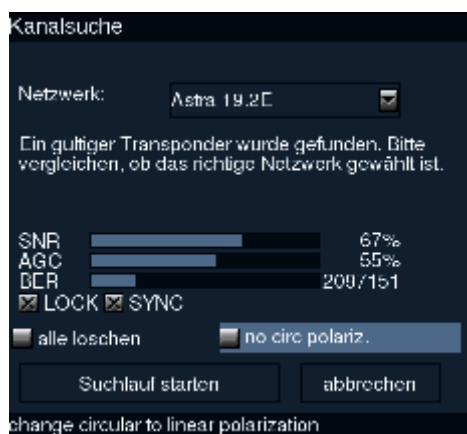 Kanalsuche
Netzwerk: Astra 19.2E
Ein gultiger Transponder wurde gefunden. Bitte
vergleichen, ob das richtige Netzwerk gewählt ist.
SNR 67%
AGC 55%
BER 2097151
LOCK SYNC
alle loschen no circ polariz.
Suchlauf starten abbrechen
change circular to linear polarization